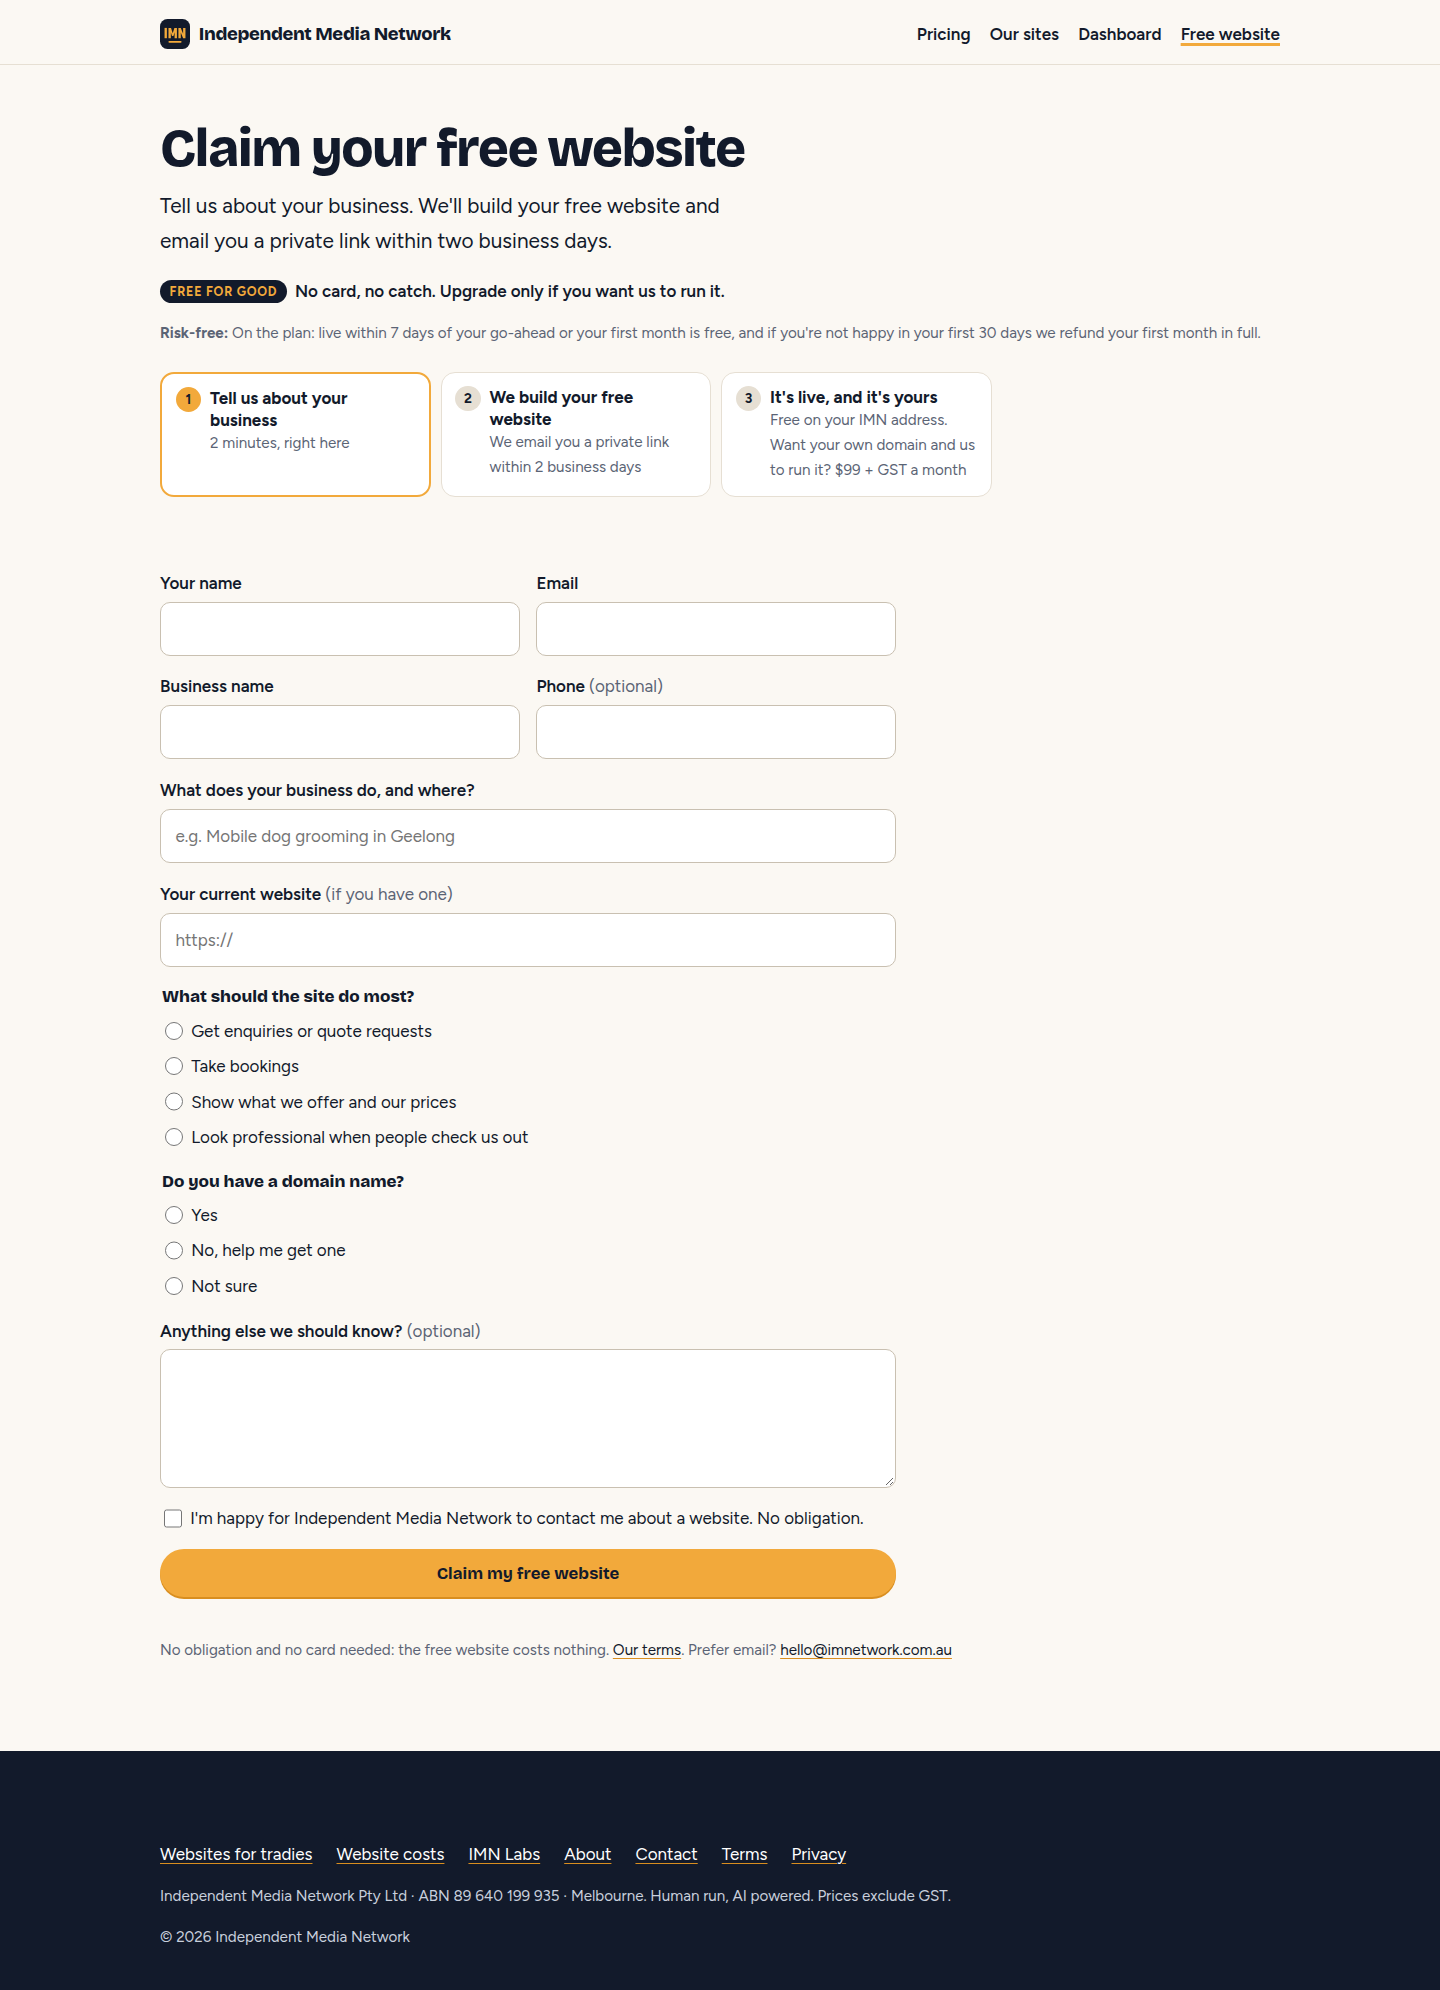 IMN Independent Media Network
Pricing Our sites Dashboard Free website
Claim your free website
Tell us about your business. We'll build your free website and
email you a private link within two business days.
FREE FOR GOOD No card, no catch. Upgrade only if you want us to run it.
Risk-free: On the plan: live within 7 days of your go-ahead or your first month is free, and if you're not happy in your first 30 days we refund your first month in full.
1 Tell us about your
business
2 minutes, right here
2 We build your free
website
We email you a private link
within 2 business days
3 It's live, and it's yours
Free on your IMN address.
Want your own domain and us
to run it? $99 + GST a month
Your name
Email
Business name
Phone (optional)
What does your business do, and where?
e.g. Mobile dog grooming in Geelong
Your current website (if you have one)
https://
What should the site do most?
Get enquiries or quote requests
Take bookings
Show what we offer and our prices
Look professional when people check us out
Do you have a domain name?
Yes
No, help me get one
Not sure
Anything else we should know? (optional)
I'm happy for Independent Media Network to contact me about a website. No obligation.
Claim my free website
No obligation and no card needed: the free website costs nothing. Our terms. Prefer email? hello@imnetwork.com.au
Websites for tradies Website costs IMN Labs About Contact Terms Privacy
Independent Media Network Pty Ltd · ABN 89 640 199 935 · Melbourne. Human run, AI powered. Prices exclude GST.
© 2026 Independent Media Network